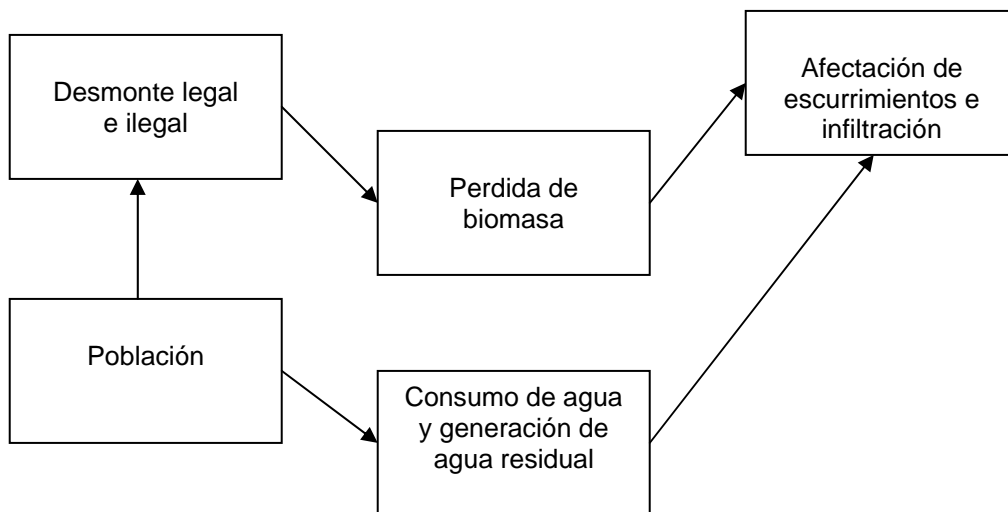 Desmonte legal
e ilegal
Afectación de
escurrimientos e
infiltración
Perdida de
biomasa
Población
Consumo de agua
y generación de
agua residual